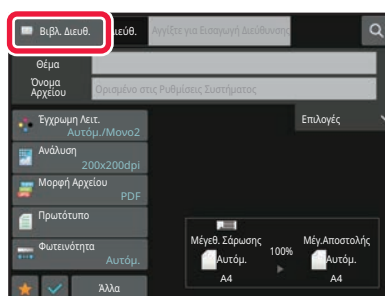 Βιβλ. Διευθ.
ιεύθ.
Αγγίξτε για Εισαγωγή Διεύθυνσης
Θέμα
Όνομα
Αρχείου
Ορισμένο στις Ρυθμίσεις Συστήματος
Έγχρωμη Λειτ.
Αυτόμ./Μονο2
Επιλογές
Ανάλυση
200x200dpi
Μορφή Αρχείου
PDF
Πρωτότυπο
Φωτεινότητα
Αυτόμ.
Άλλα
Μέγεθ. Σάρωσης
Αυτόμ.
A4
100%
Μέγ.Αποστολής
Αυτόμ.
A4